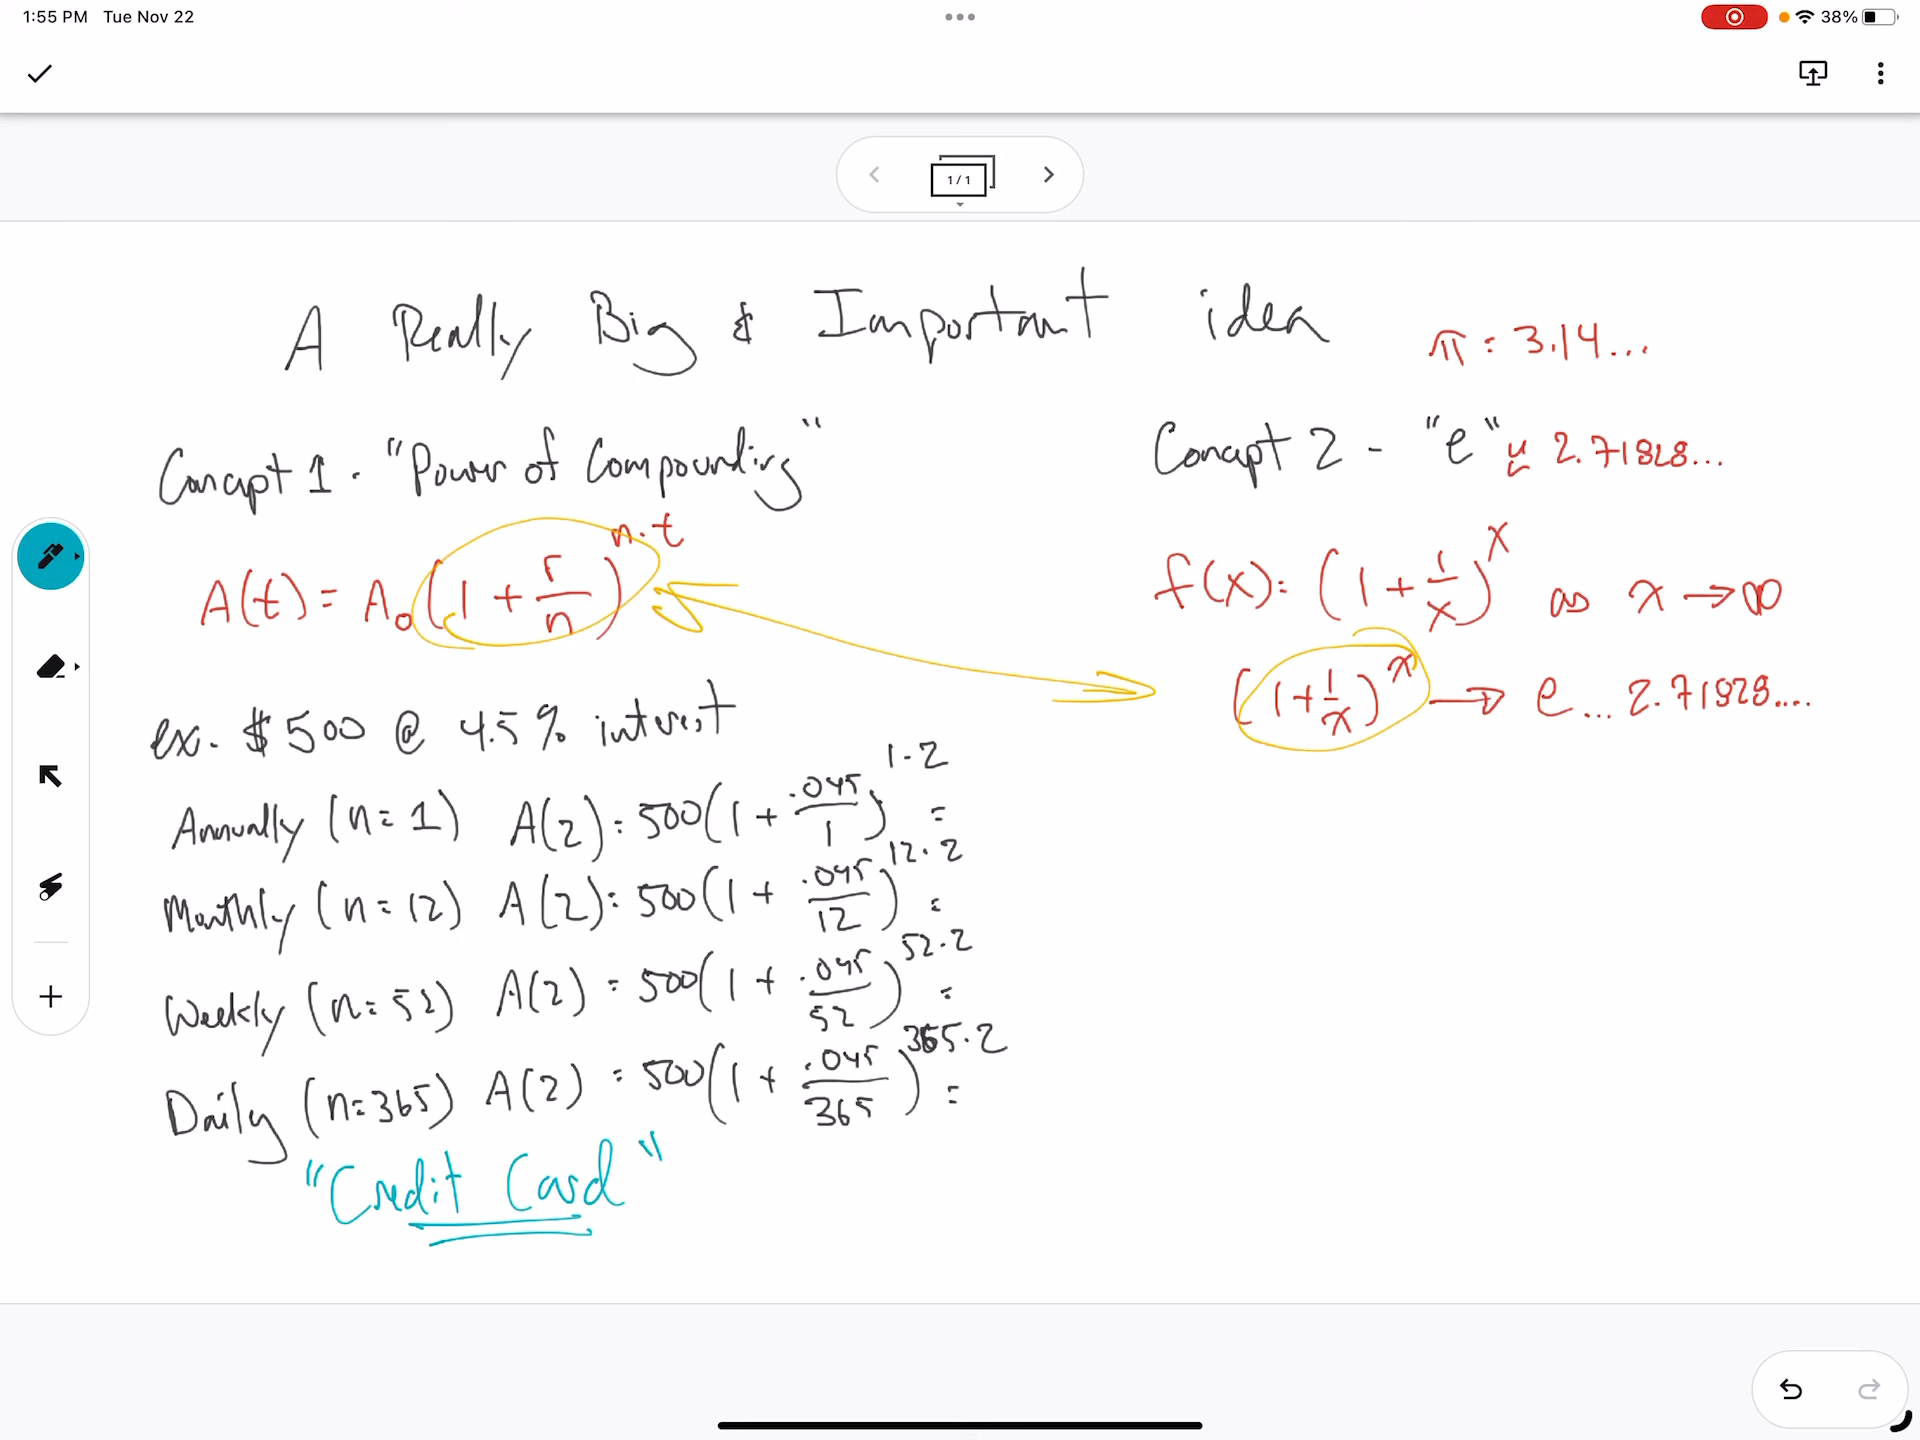 1:55 PM Tue Nov 22
38%
1 / 1
A Really Big & Important idea
π = 3.14...
Concept 1 - "Power of Compounding"
A(t) = A₀(1 + r/n)^n·t
ex. $500 @ 4.5% interest
Annually (n=1) A(2) = 500(1 + .045/1)^1·2 =
Monthly (n=12) A(2) = 500(1 + .045/12)^12·2 =
Weekly (n=52) A(2) = 500(1 + .045/52)^52·2 =
Daily (n=365) A(2) = 500(1 + .045/365)^365·2 =
"Credit Card"
Concept 2 - "e" 2.71828...
f(x) = (1 + 1/x)^x as x → ∞
(1 + 1/x)^x → e... 2.71828....